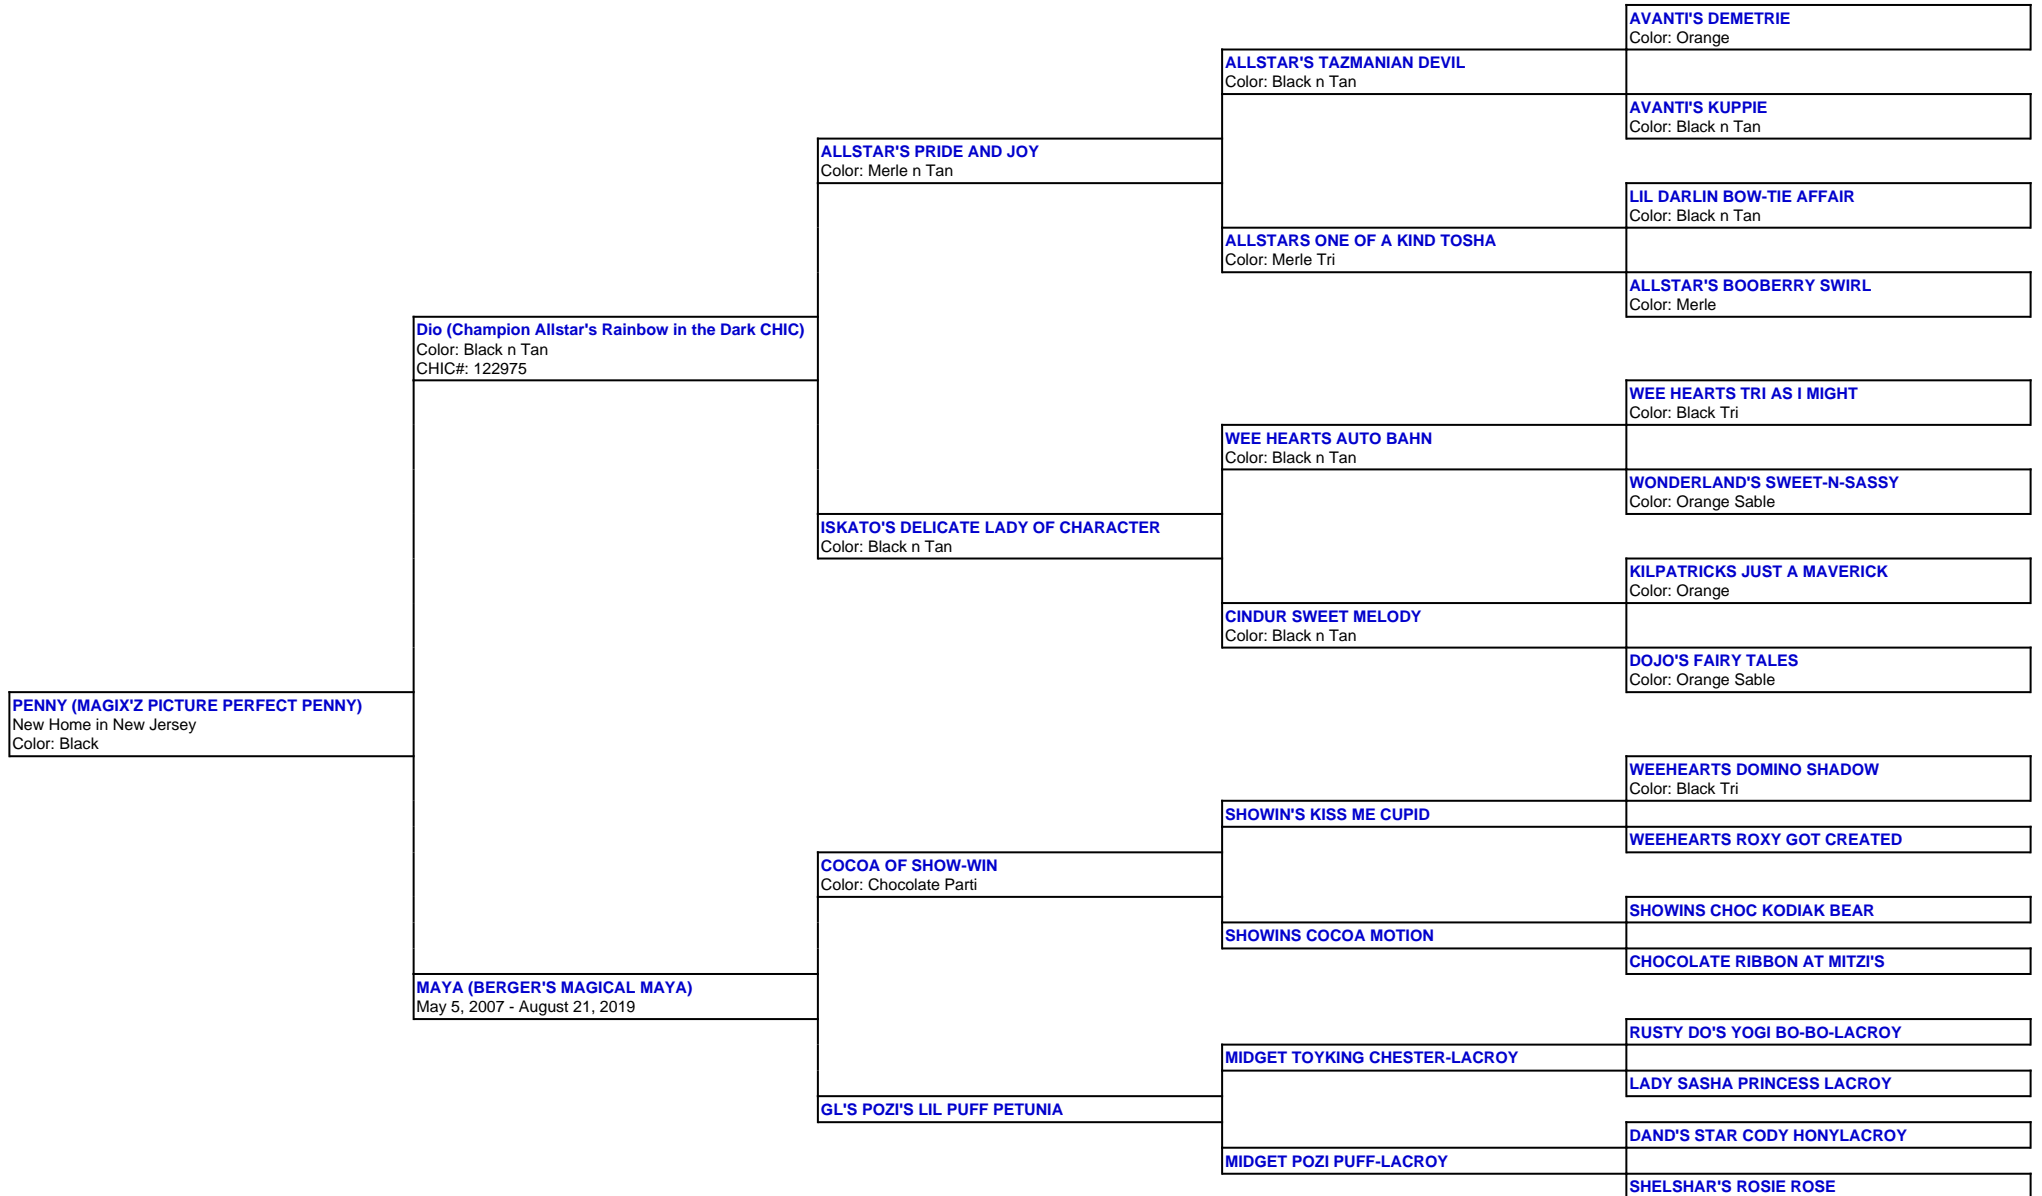 AVANTI'S DEMETRIE
Color: Orange
ALLSTAR'S TAZMANIAN DEVIL
Color: Black n Tan
AVANTI'S KUPPIE
Color: Black n Tan
ALLSTAR'S PRIDE AND JOY
Color: Merle n Tan
LIL DARLIN BOW-TIE AFFAIR
Color: Black n Tan
ALLSTARS ONE OF A KIND TOSHA
Color: Merle Tri
ALLSTAR'S BOOBERRY SWIRL
Color: Merle
Dio (Champion Allstar's Rainbow in the Dark CHIC)
Color: Black n Tan
CHIC#: 122975
WEE HEARTS TRI AS I MIGHT
Color: Black Tri
WEE HEARTS AUTO BAHN
Color: Black n Tan
WONDERLAND'S SWEET-N-SASSY
Color: Orange Sable
ISKATO'S DELICATE LADY OF CHARACTER
Color: Black n Tan
KILPATRICKS JUST A MAVERICK
Color: Orange
CINDUR SWEET MELODY
Color: Black n Tan
DOJO'S FAIRY TALES
Color: Orange Sable
PENNY (MAGIX'Z PICTURE PERFECT PENNY)
New Home in New Jersey
Color: Black
WEEHEARTS DOMINO SHADOW
Color: Black Tri
SHOWIN'S KISS ME CUPID
WEEHEARTS ROXY GOT CREATED
COCOA OF SHOW-WIN
Color: Chocolate Parti
SHOWINS CHOC KODIAK BEAR
SHOWINS COCOA MOTION
CHOCOLATE RIBBON AT MITZI'S
MAYA (BERGER'S MAGICAL MAYA)
May 5, 2007 - August 21, 2019
RUSTY DO'S YOGI BO-BO-LACROY
MIDGET TOYKING CHESTER-LACROY
LADY SASHA PRINCESS LACROY
GL'S POZI'S LIL PUFF PETUNIA
DAND'S STAR CODY HONYLACROY
MIDGET POZI PUFF-LACROY
SHELSHAR'S ROSIE ROSE